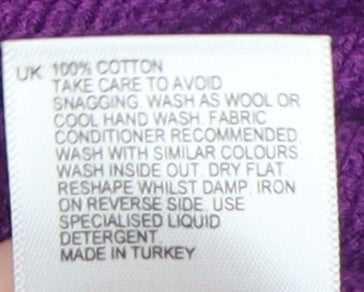 UK 100% COTTON
TAKE CARE TO AVOID
SNAGGING. WASH AS WOOL OR
COOL HAND WASH. FABRIC
CONDITIONER RECOMMENDED.
WASH WITH SIMILAR COLOURS.
WASH INSIDE OUT. DRY FLAT.
RESHAPE WHILST DAMP. IRON
ON REVERSE SIDE. USE
SPECIALISED LIQUID
DETERGENT.
MADE IN TURKEY